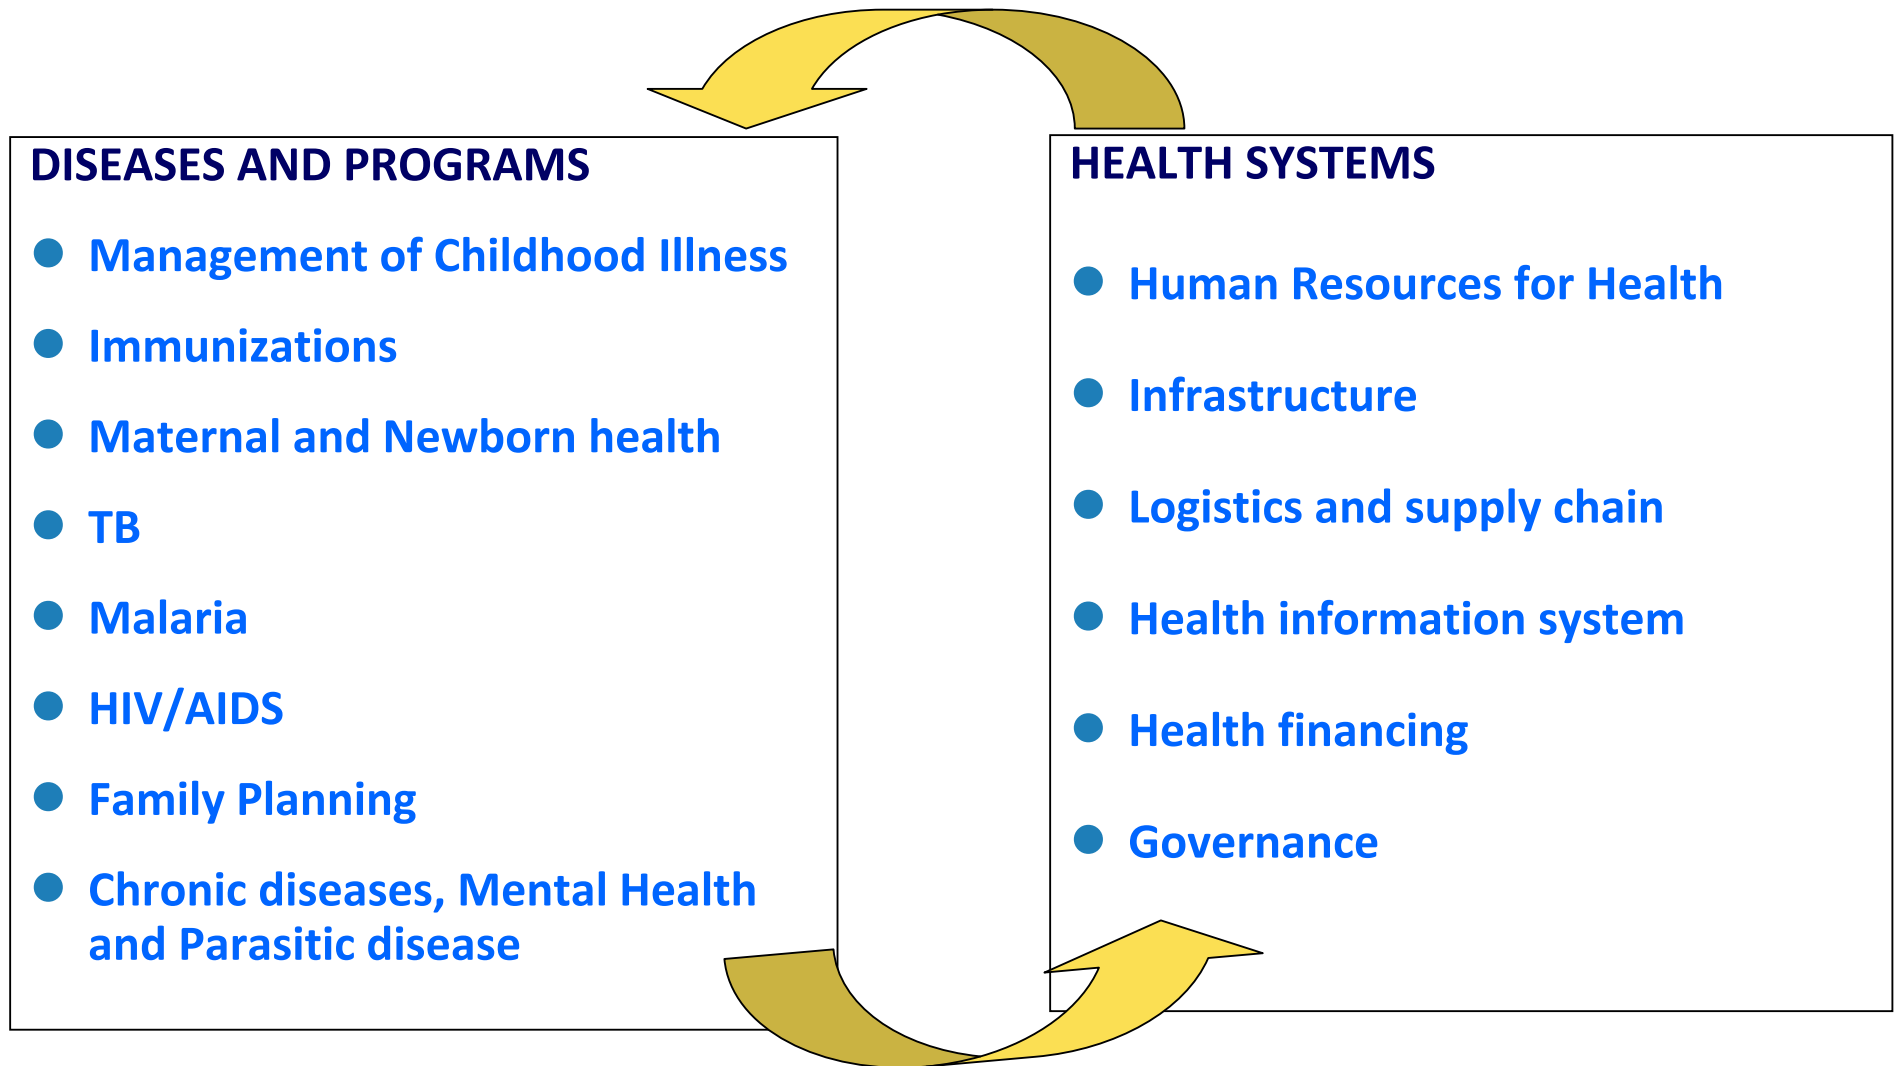 DISEASES AND PROGRAMS
Management of Childhood Illness
Immunizations
Maternal and Newborn health
TB
Malaria
HIV/AIDS
Family Planning
Chronic diseases, Mental Health
and Parasitic disease
HEALTH SYSTEMS
Human Resources for Health
Infrastructure
Logistics and supply chain
Health information system
Health financing
Governance